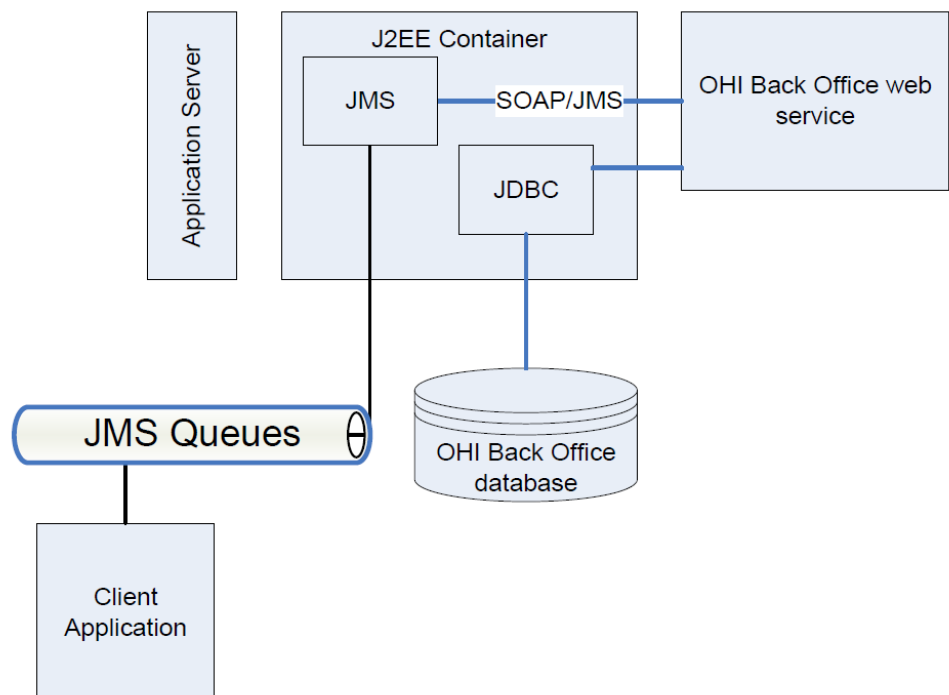 Application Server
J2EE Container
JMS
SOAP/JMS
OHI Back Office web
service
JDBC
JMS Queues
OHI Back Office
database
Client
Application